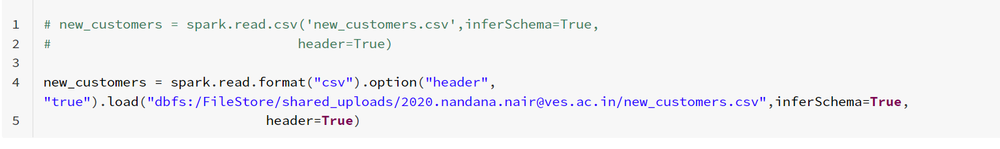 1 # new_customers = spark.read.csv('new_customers.csv',inferSchema=True,
2 #                                header=True)
3
4 new_customers = spark.read.format("csv").option("header",
"true").load("dbfs:/FileStore/shared_uploads/2020.nandana.nair@ves.ac.in/new_customers.csv",inferSchema=True,
5                             header=True)